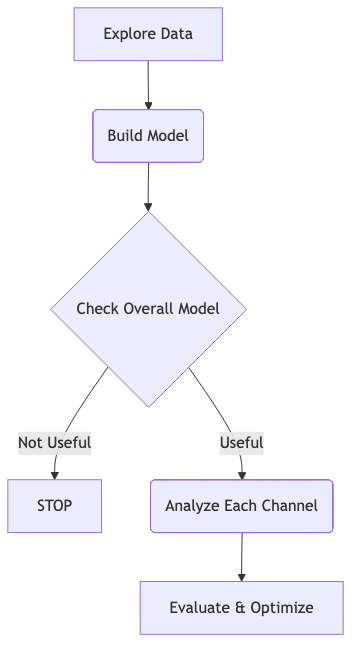 Explore Data
Build Model
Check Overall Model
Not Useful
Useful
STOP
Analyze Each Channel
Evaluate & Optimize